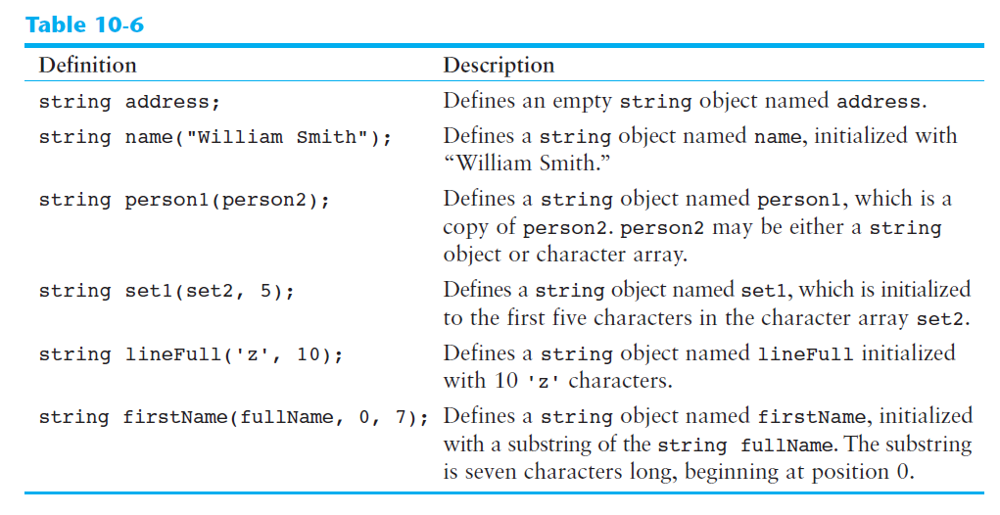 Table 10-6
Definition Description
string address; Defines an empty string object named address.
string name("William Smith"); Defines a string object named name, initialized with
“William Smith.”
string person1(person2); Defines a string object named person1, which is a
copy of person2. person2 may be either a string
object or character array.
string set1(set2, 5); Defines a string object named set1, which is initialized
to the first five characters in the character array set2.
string lineFull('z', 10); Defines a string object named lineFull initialized
with 10 'z' characters.
string firstName(fullName, 0, 7); Defines a string object named firstName, initialized
with a substring of the string fullName. The substring
is seven characters long, beginning at position 0.